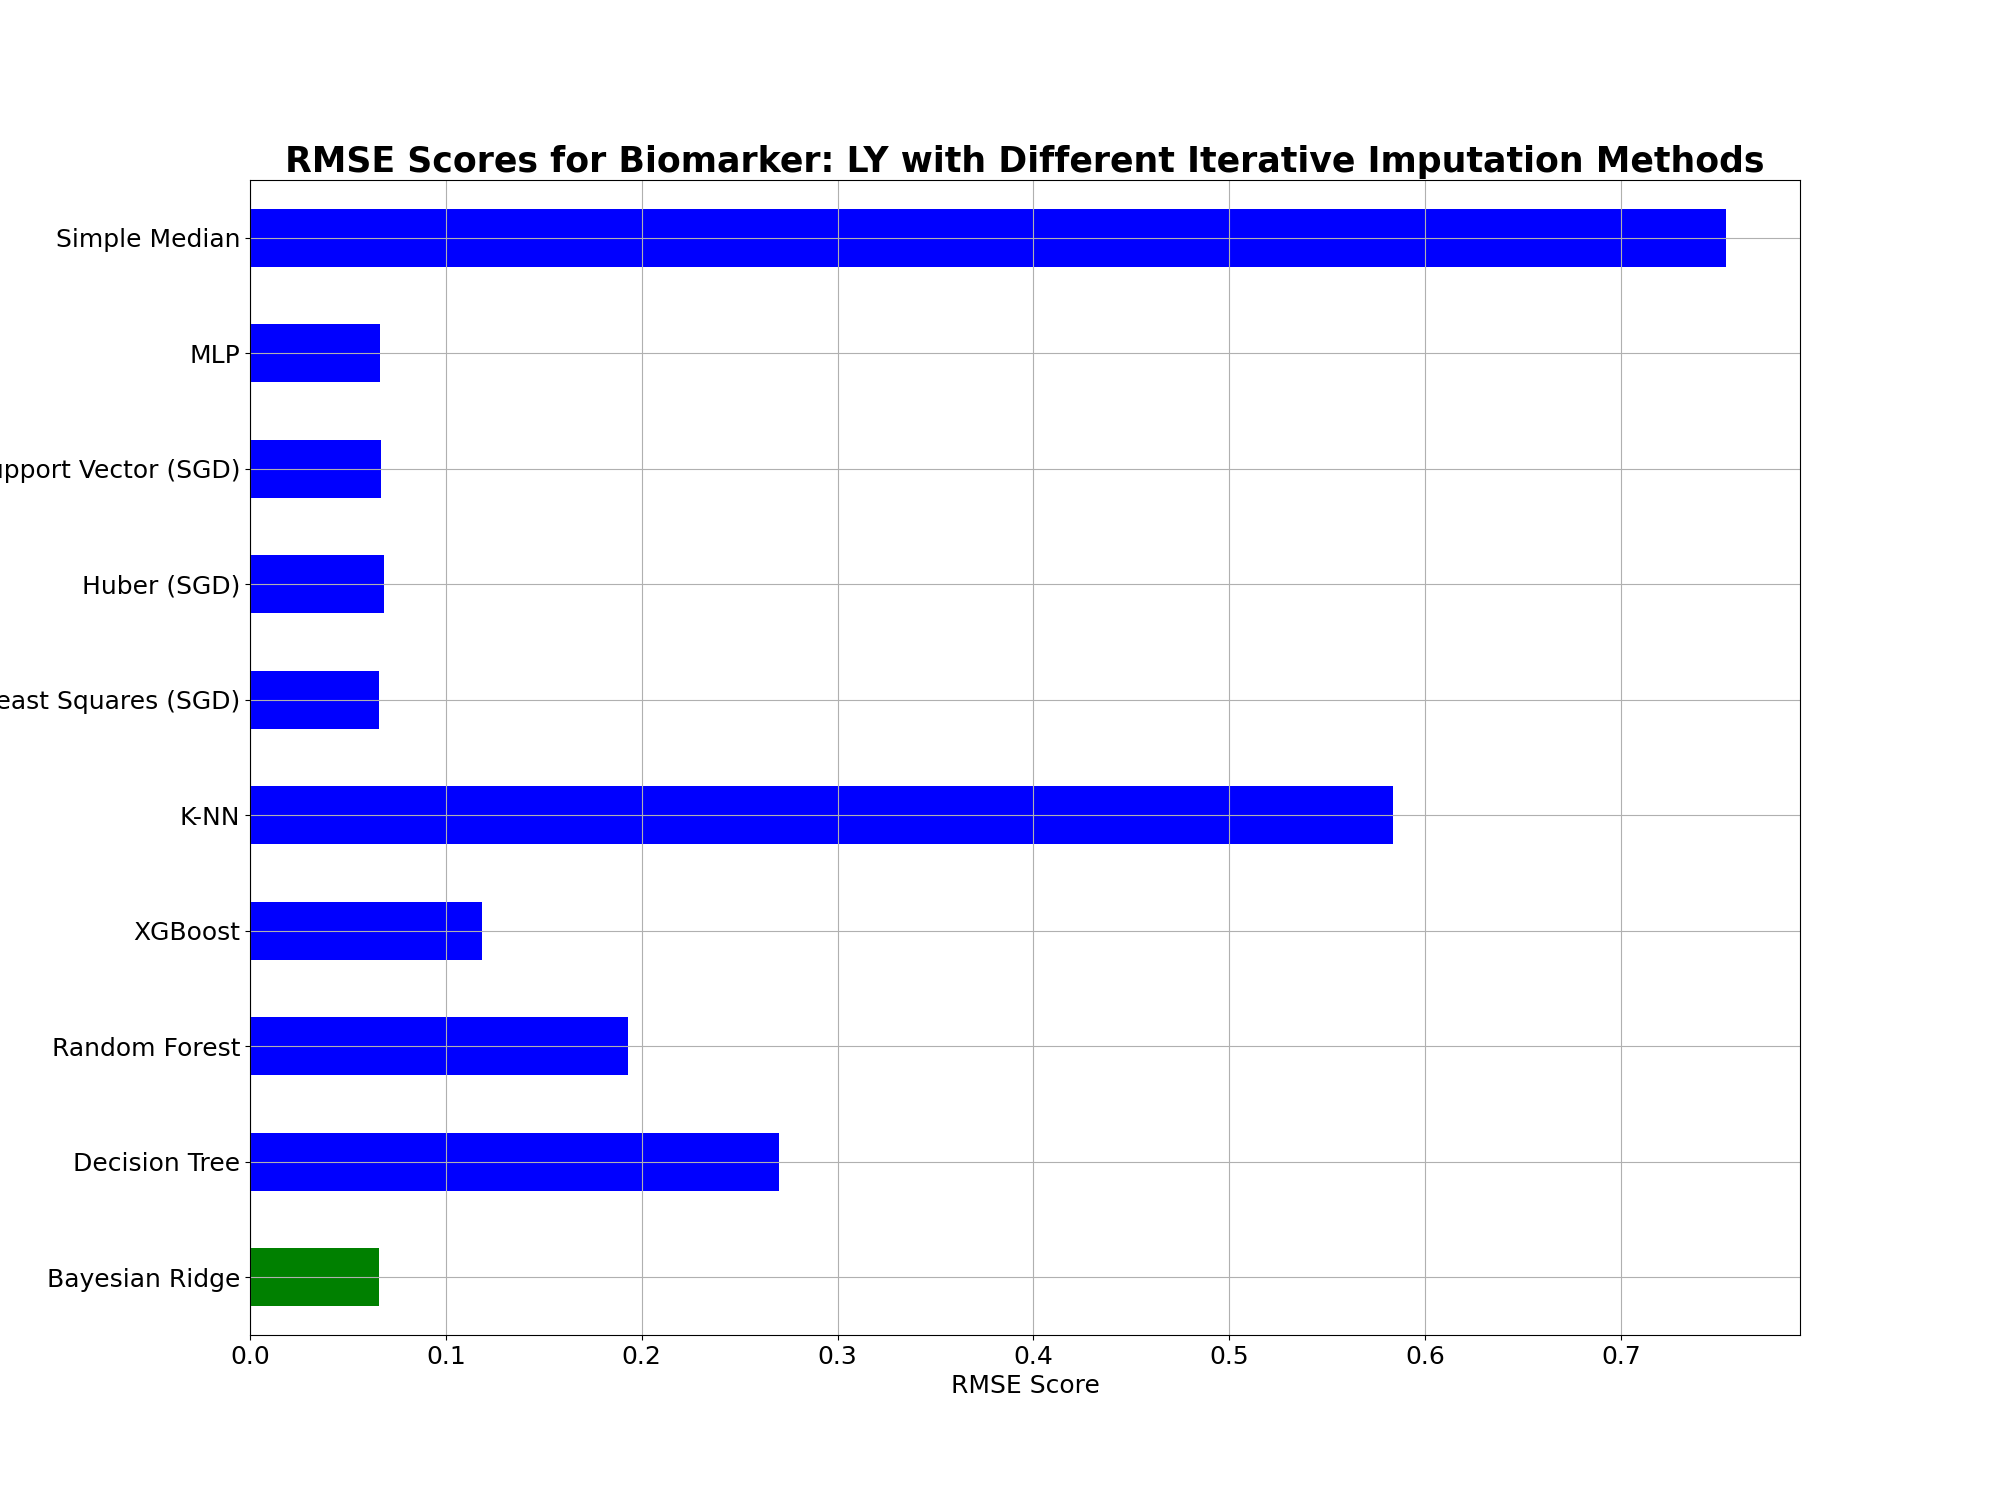 RMSE Scores for Biomarker: LY with Different Iterative Imputation Methods
Simple Median
MLP
upport Vector (SGD)
Huber (SGD)
east Squares (SGD)
K-NN
XGBoost
Random Forest
Decision Tree
Bayesian Ridge
0.0 0.1 0.2 0.3 0.4 0.5 0.6 0.7
RMSE Score